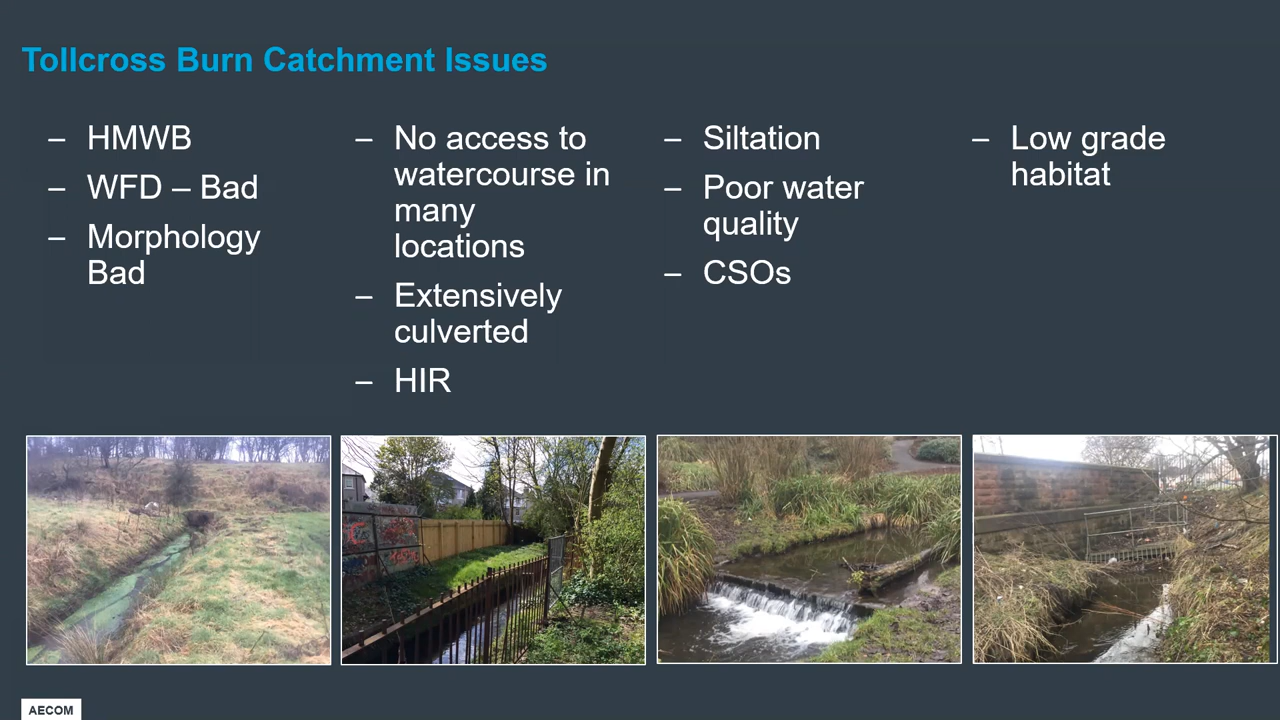 Tollcross Burn Catchment Issues
– HMWB
– WFD – Bad
– Morphology
Bad
– No access to
watercourse in
many
locations
– Extensively
culverted
– HIR
– Siltation
– Poor water
quality
– CSOs
– Low grade
habitat
AECOM